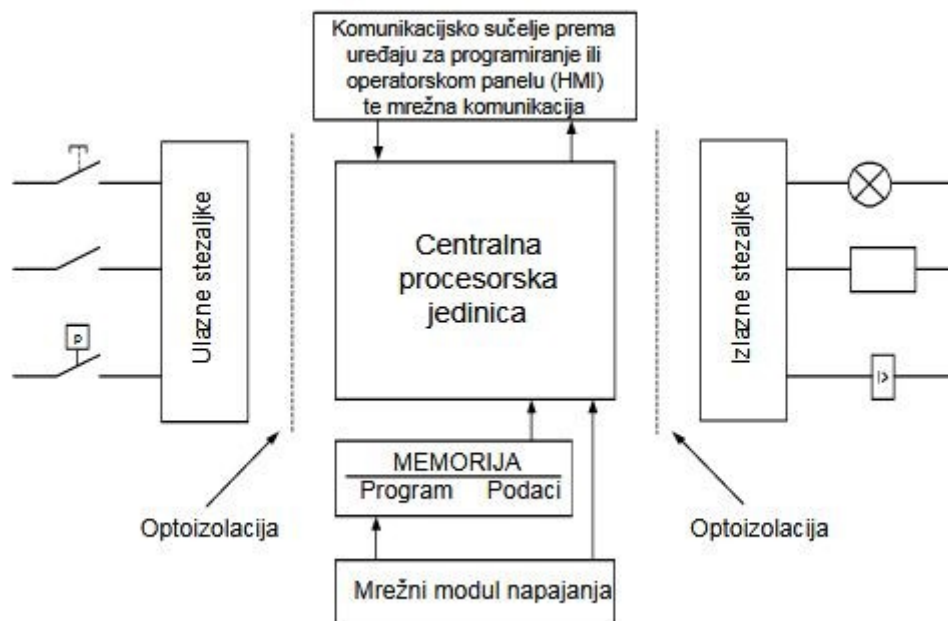 Komunikacijsko sučelje prema
uređaju za programiranje ili
operatorskom panelu (HMI)
te mrežna komunikacija
Ulazne stezaljke
Centralna
procesorska
jedinica
Izlazne stezaljke
p
MEMORIJA
Program Podaci
Optoizolacija
Optoizolacija
Mrežni modul napajanja